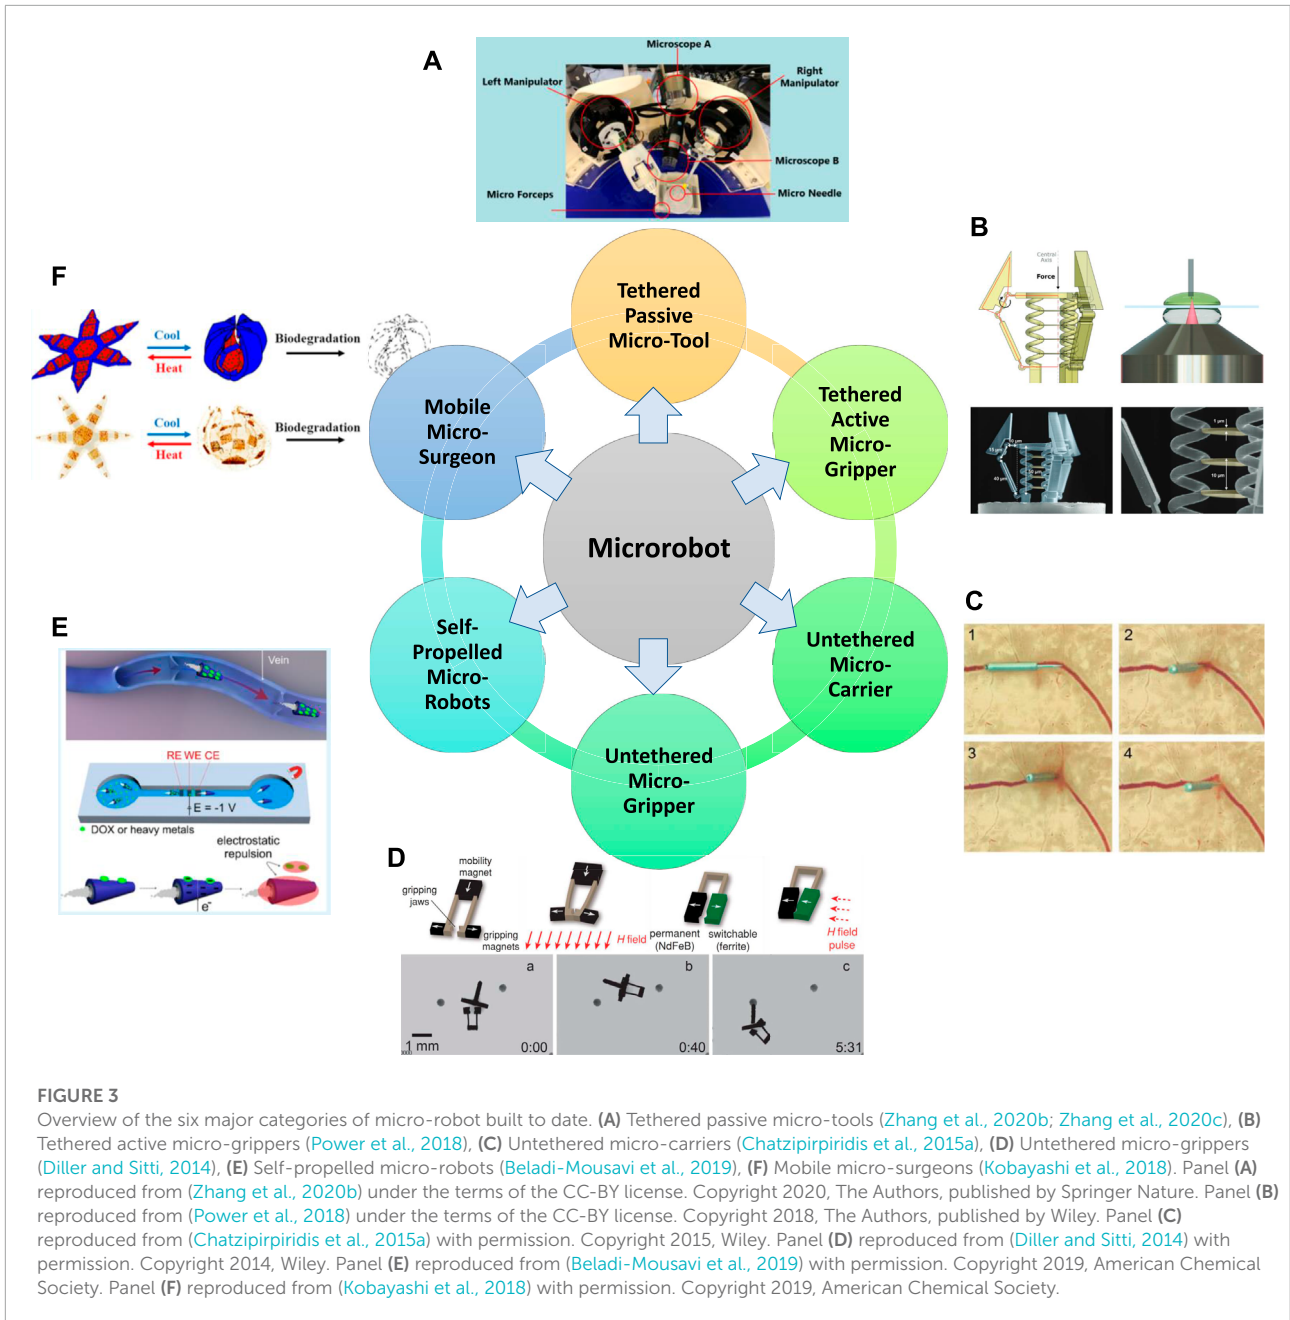 A
Microscope A
Left Manipulator
Right
Manipulator
Microscope B
Micro Forceps
Micro Needle
B
Central
Axis
Force
1 μm
10 μm
F
Cool
Heat
Biodegradation
Cool
Heat
Biodegradation
Tethered
Passive
Micro-Tool
Mobile
Micro-
Surgeon
Tethered
Active
Micro-
Gripper
Microrobot
Self-
Propelled
Micro-
Robots
Untethered
Micro-
Carrier
Untethered
Micro-
Gripper
C
1
2
3
4
E
Vein
RE WE CE
E = -1 V
DOX or heavy metals
electrostatic
repulsion
e-
D
mobility
magnet
gripping
jaws
gripping
magnets
H field
permanent
(NdFeB)
switchable
(ferrite)
H field
pulse
a
b
c
1 mm
0:00
0:40
5:31
FIGURE 3
Overview of the six major categories of micro-robot built to date. (A) Tethered passive micro-tools (Zhang et al., 2020b; Zhang et al., 2020c), (B)
Tethered active micro-grippers (Power et al., 2018), (C) Untethered micro-carriers (Chatzipirpiridis et al., 2015a), (D) Untethered micro-grippers
(Diller and Sitti, 2014), (E) Self-propelled micro-robots (Beladi-Mousavi et al., 2019), (F) Mobile micro-surgeons (Kobayashi et al., 2018). Panel (A)
reproduced from (Zhang et al., 2020b) under the terms of the CC-BY license. Copyright 2020, The Authors, published by Springer Nature. Panel (B)
reproduced from (Power et al., 2018) under the terms of the CC-BY license. Copyright 2018, The Authors, published by Wiley. Panel (C)
reproduced from (Chatzipirpiridis et al., 2015a) with permission. Copyright 2015, Wiley. Panel (D) reproduced from (Diller and Sitti, 2014) with
permission. Copyright 2014, Wiley. Panel (E) reproduced from (Beladi-Mousavi et al., 2019) with permission. Copyright 2019, American Chemical
Society. Panel (F) reproduced from (Kobayashi et al., 2018) with permission. Copyright 2019, American Chemical Society.